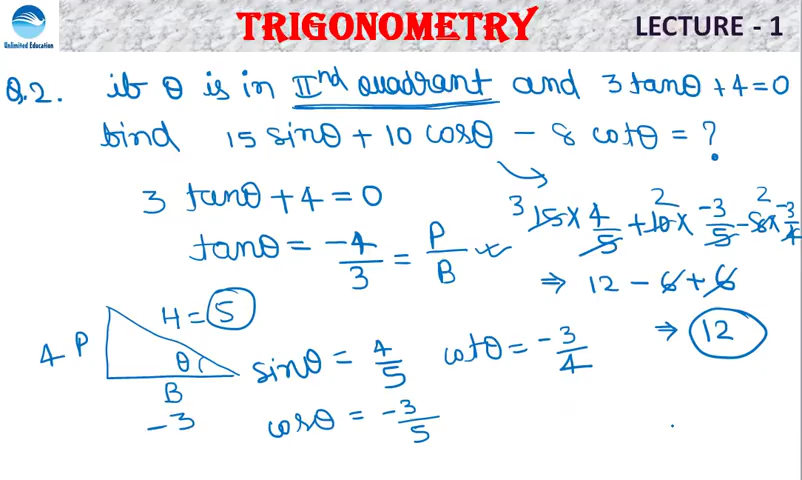 Unlimited Education
TRIGONOMETRY
LECTURE - 1
Q.2. if θ is in IInd quadrant and 3 tanθ + 4 = 0
find 15 sinθ + 10 cosθ - 8 cotθ = ?
3 tanθ + 4 = 0
tanθ = -4/3 = P/B
3 15 × 4/5 + 2 10 × -3/5 - 2 8 × -3/4
⇒ 12 - 6 + 6
⇒ 12
H = 5
4 P
θ
B
-3
sinθ = 4/5
cotθ = -3/4
cosθ = -3/5